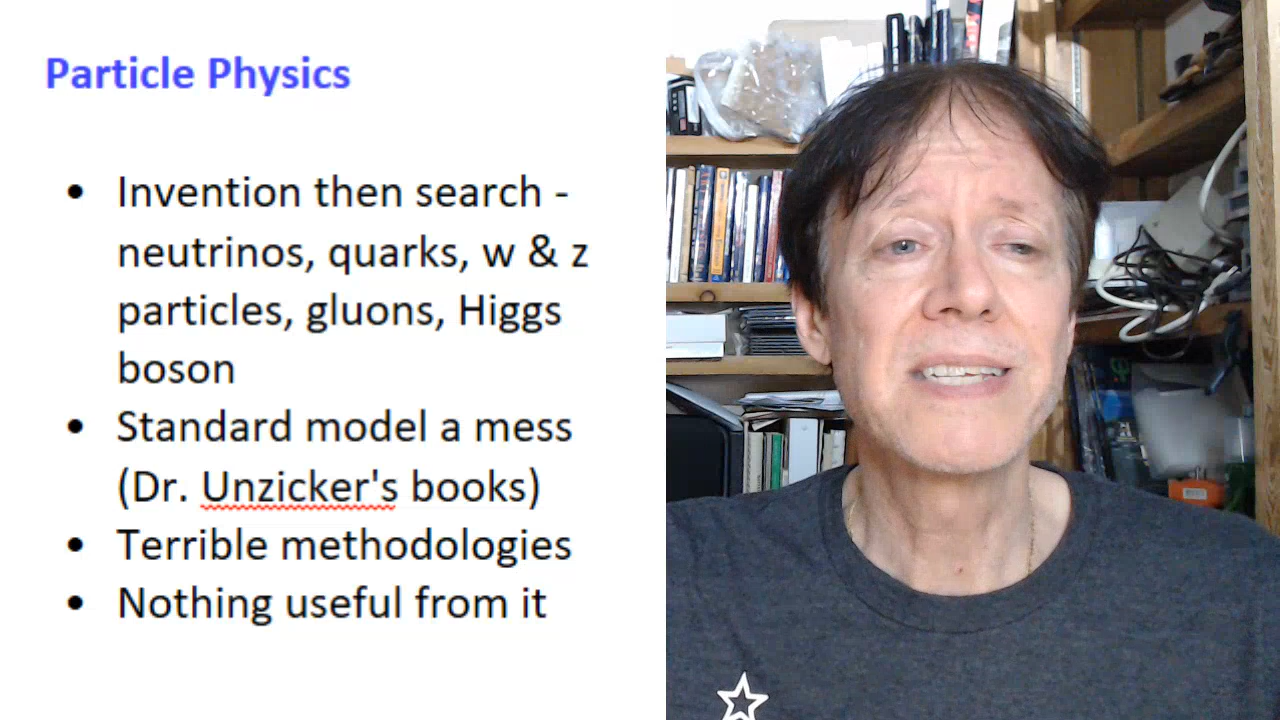 Particle Physics
• Invention then search -
neutrinos, quarks, w & z
particles, gluons, Higgs
boson
• Standard model a mess
(Dr. Unzicker's books)
• Terrible methodologies
• Nothing useful from it